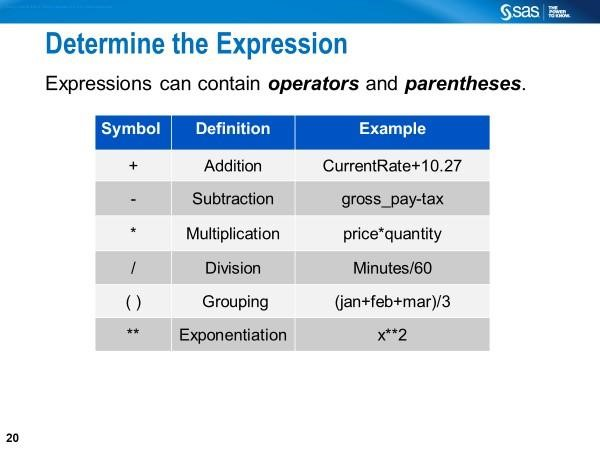 sas THE POWER TO KNOW.
Determine the Expression
Expressions can contain operators and parentheses.
Symbol Definition Example
+ Addition CurrentRate+10.27
- Subtraction gross_pay-tax
* Multiplication price*quantity
/ Division Minutes/60
( ) Grouping (jan+feb+mar)/3
** Exponentiation x**2
20